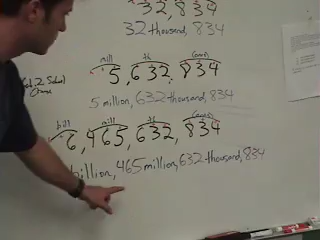 32,834
32 thousand, 834
mill th (ones)
5,632,834
5 million, 632 thousand, 834
bill mill th (ones)
6,465,632,834
billion, 465 million, 632 thousand, 834